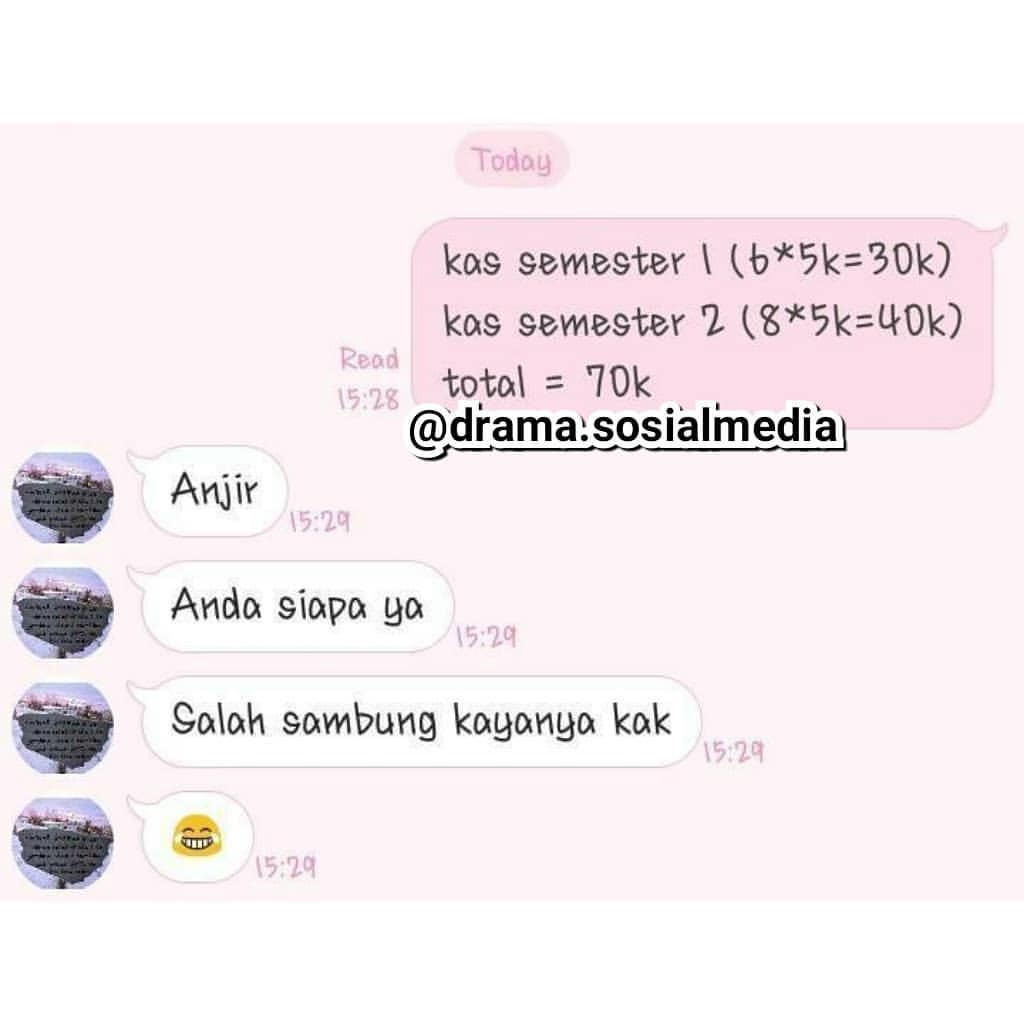 Today
kas semester 1 (6*5k=30k)
kas semester 2 (8*5k=40k)
total = 70k
Read
15:28
@drama.sosialmedia
Anjir
15:29
Anda siapa ya
15:29
Salah sambung kayanya kak
15:29
😂
15:29